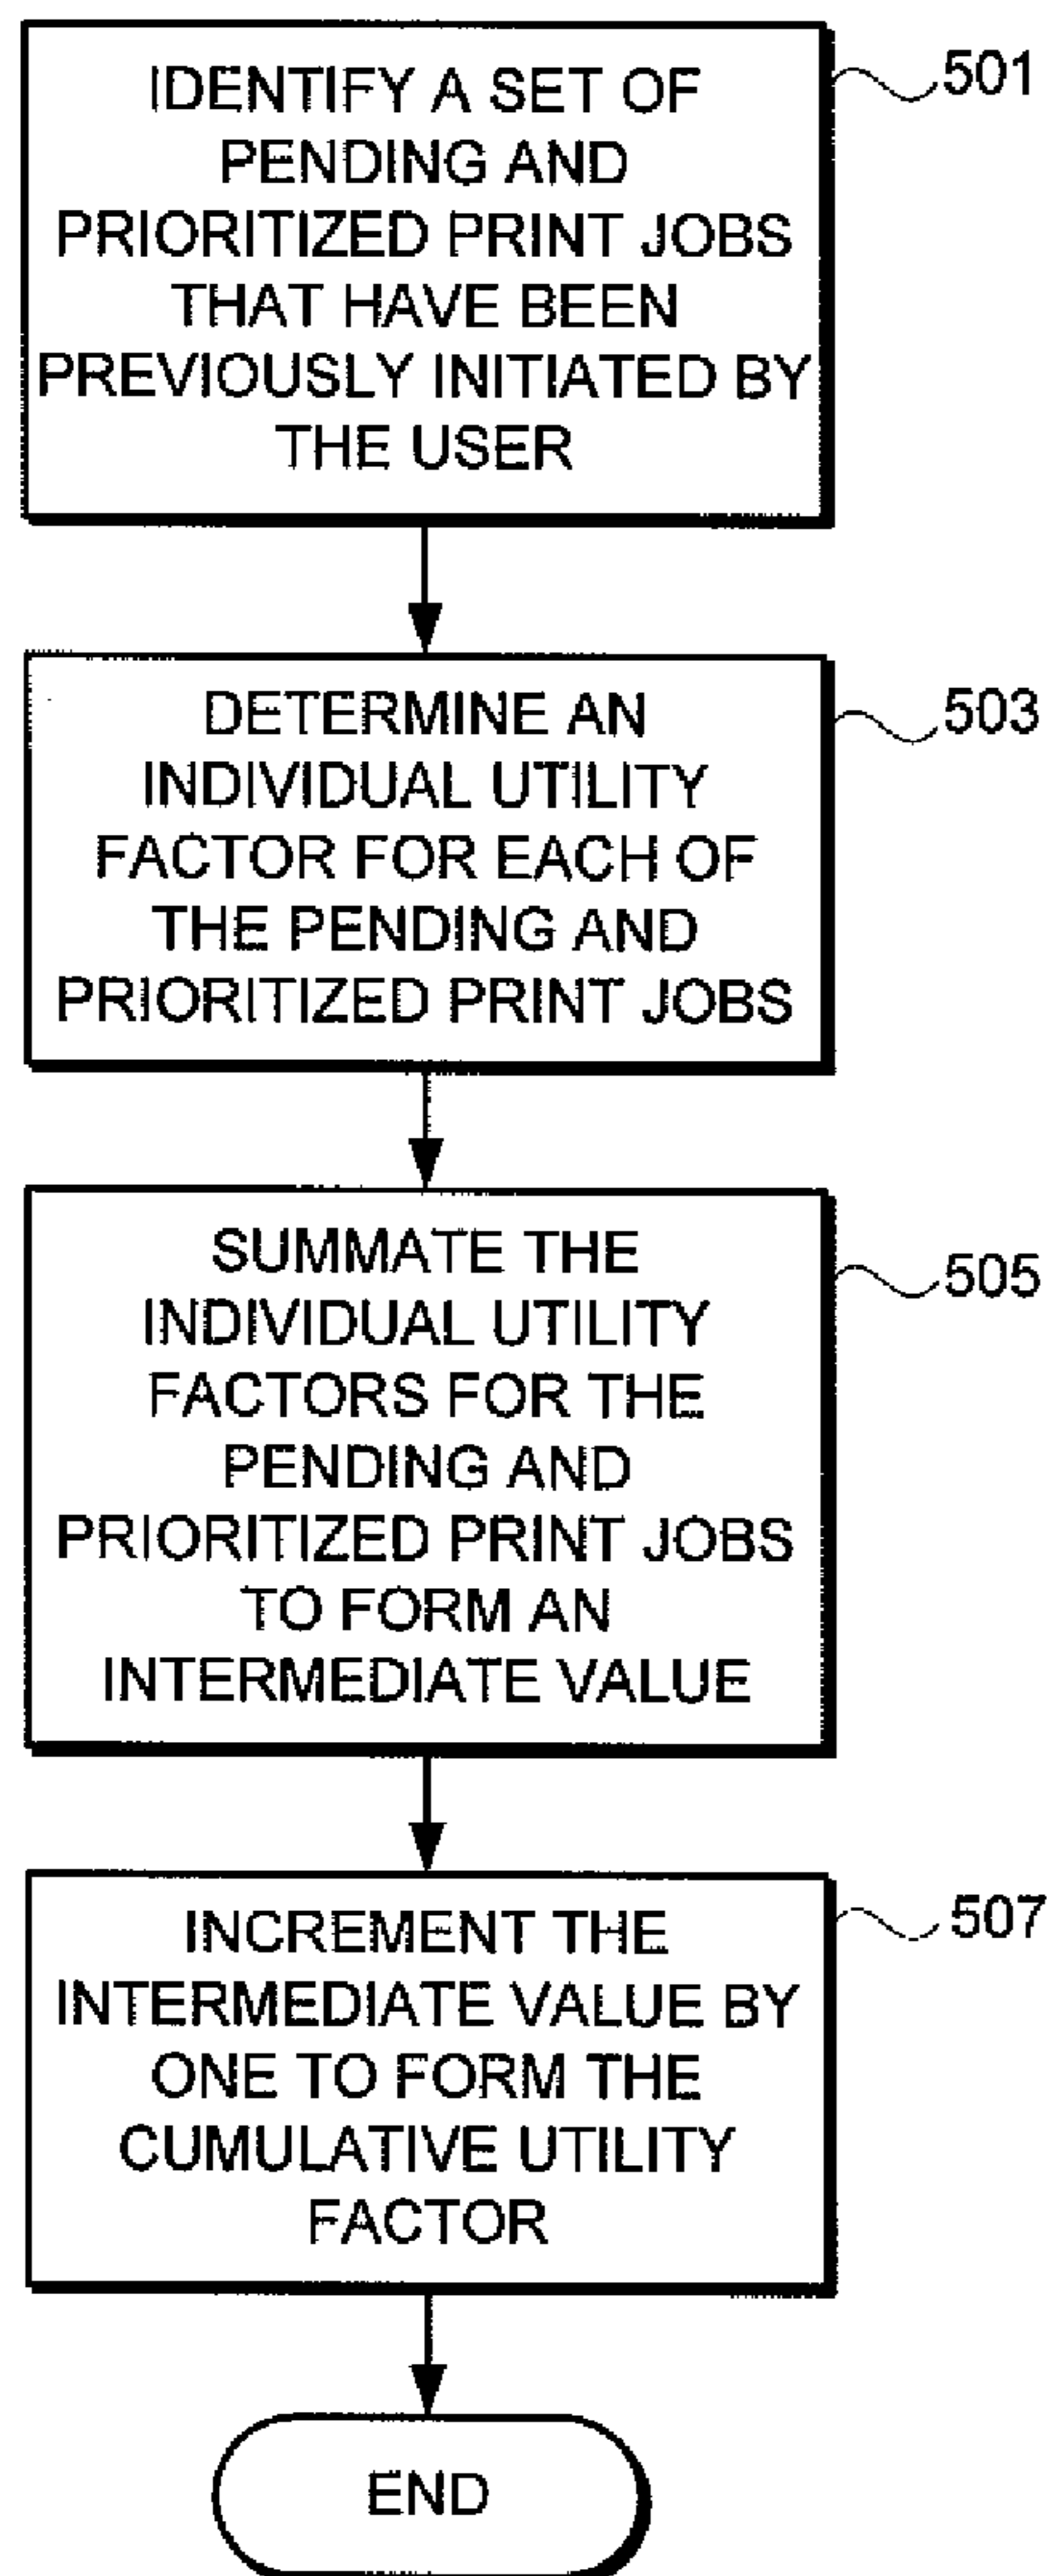 IDENTIFY A SET OF
PENDING AND
PRIORITIZED PRINT JOBS
THAT HAVE BEEN
PREVIOUSLY INITIATED BY
THE USER
501
DETERMINE AN
INDIVIDUAL UTILITY
FACTOR FOR EACH OF
THE PENDING AND
PRIORITIZED PRINT JOBS
503
SUMMATE THE
INDIVIDUAL UTILITY
FACTORS FOR THE
PENDING AND
PRIORITIZED PRINT JOBS
TO FORM AN
INTERMEDIATE VALUE
505
INCREMENT THE
INTERMEDIATE VALUE BY
ONE TO FORM THE
CUMULATIVE UTILITY
FACTOR
507
END